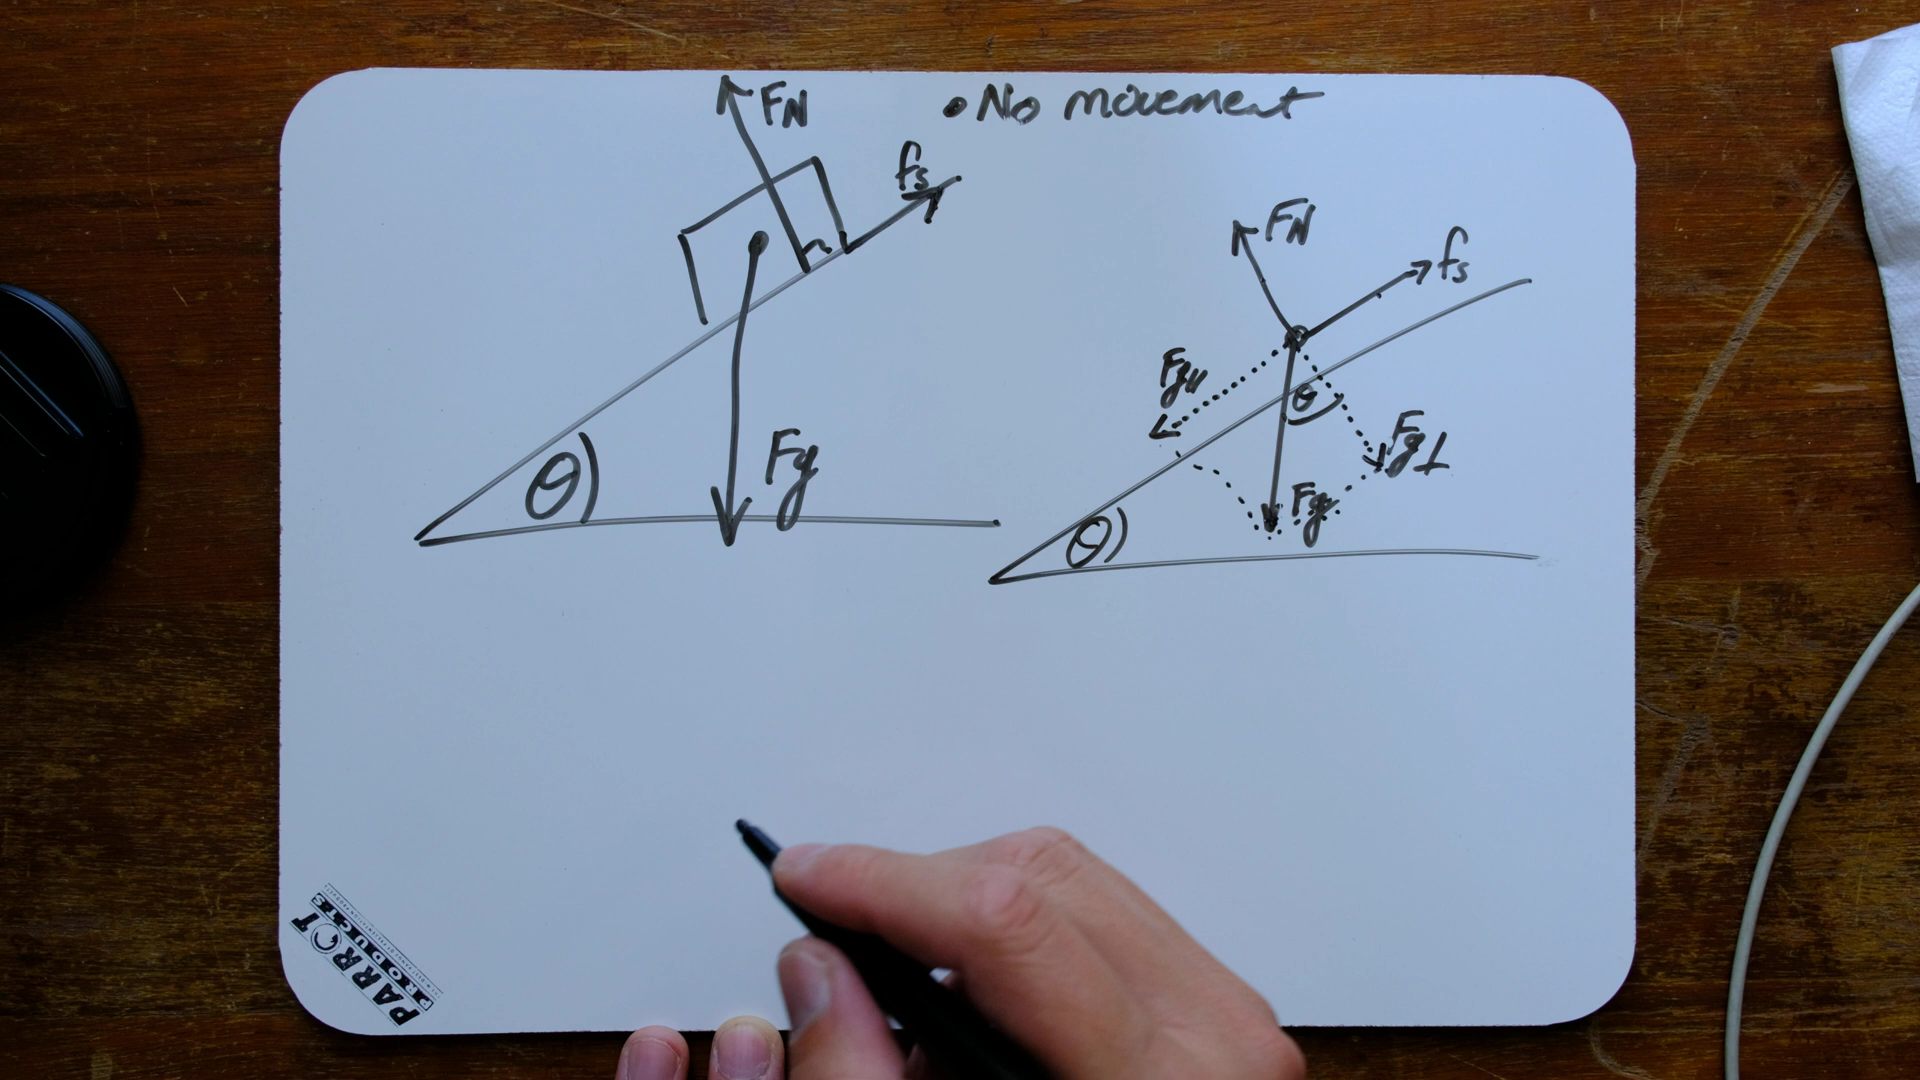 • No movement
FN
fs
Fg
θ
FN
fs
Fg∥
θ
Fg⊥
Fg
θ
PARROT
PRODUCTS